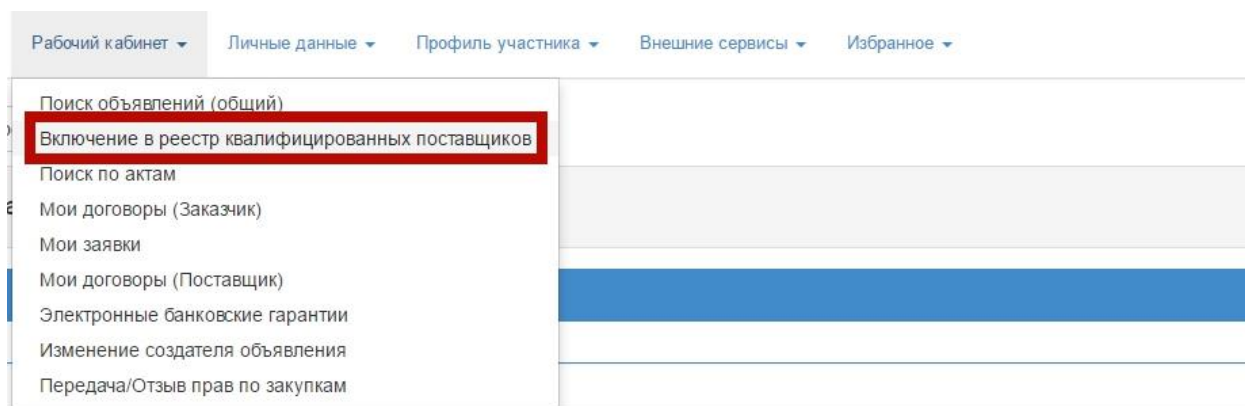 Рабочий кабинет Личные данные Профиль участника Внешние сервисы Избранное
Поиск объявлений (общий)
Включение в реестр квалифицированных поставщиков
Поиск по актам
Мои договоры (Заказчик)
Мои заявки
Мои договоры (Поставщик)
Электронные банковские гарантии
Изменение создателя объявления
Передача/Отзыв прав по закупкам